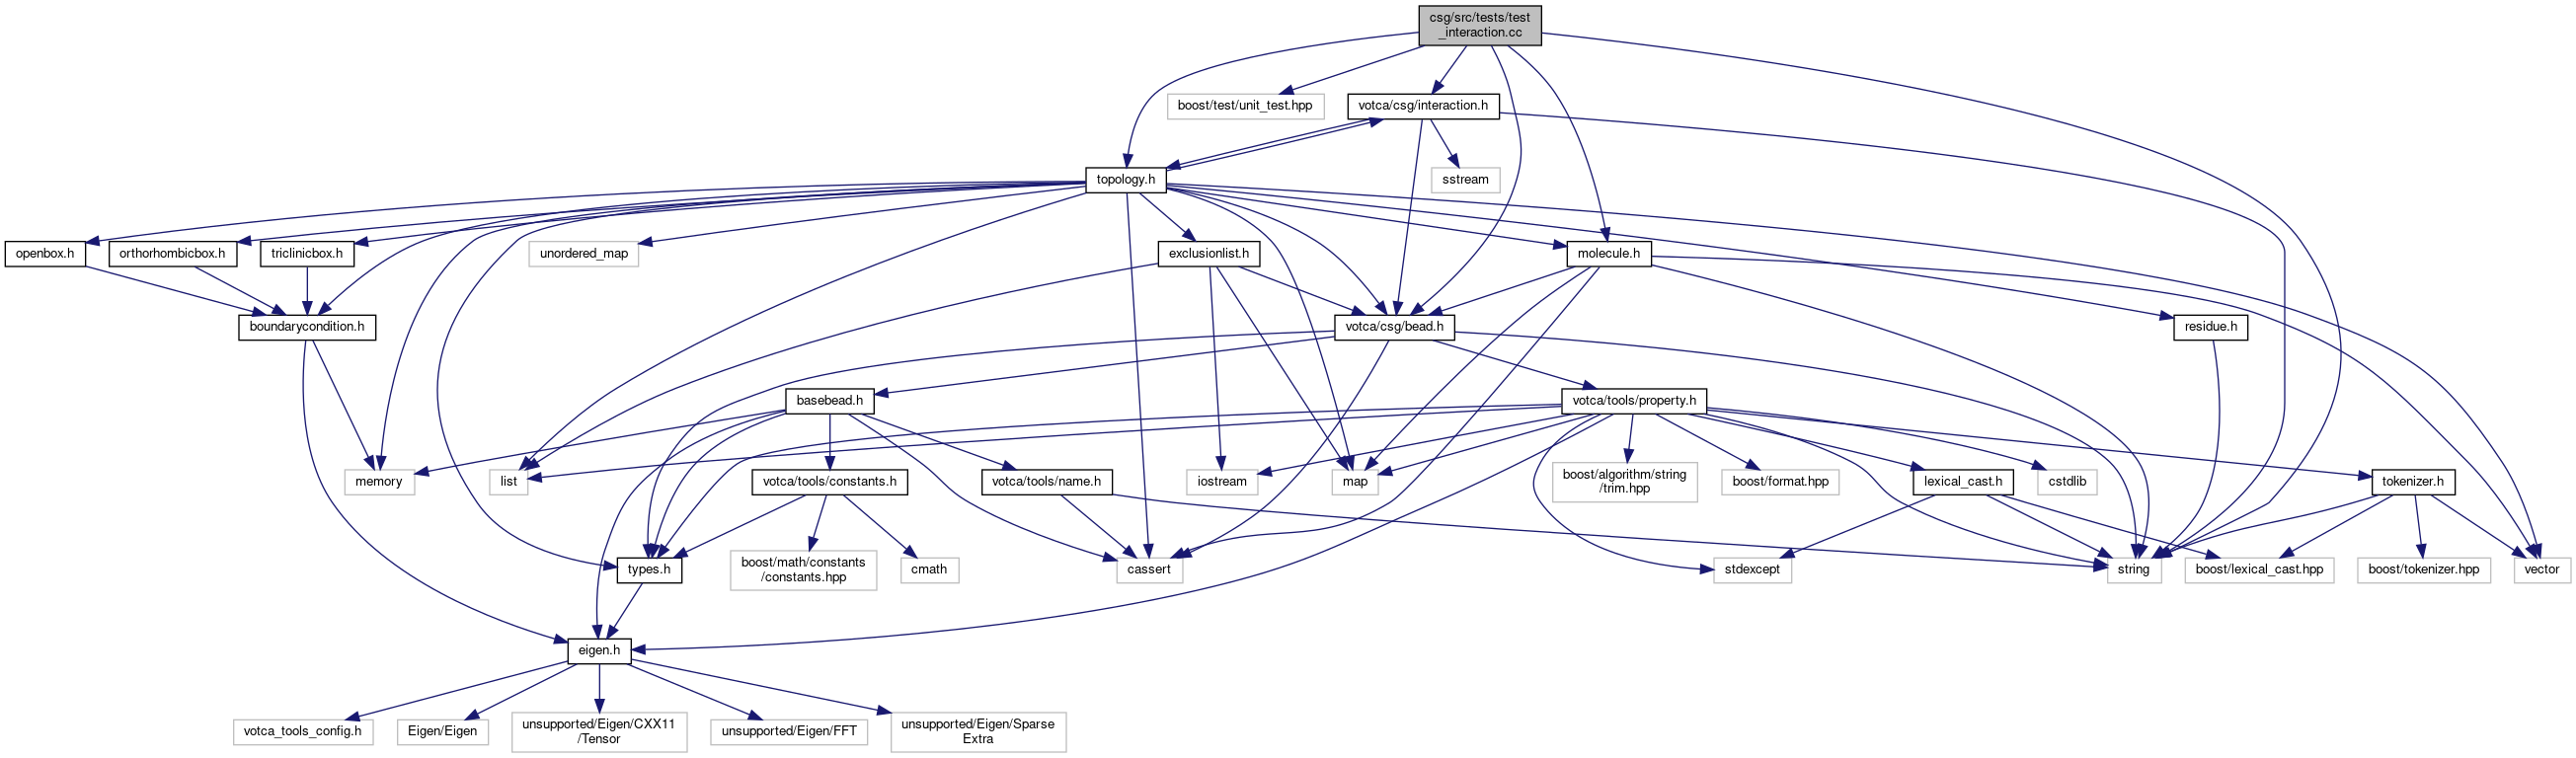 csg/src/tests/test
_interaction.cc
boost/test/unit_test.hpp
votca/csg/interaction.h
topology.h
sstream
openbox.h
orthorhombicbox.h
triclinicbox.h
unordered_map
exclusionlist.h
molecule.h
boundarycondition.h
votca/csg/bead.h
residue.h
basebead.h
votca/tools/property.h
memory
list
votca/tools/constants.h
votca/tools/name.h
iostream
map
boost/algorithm/string
/trim.hpp
boost/format.hpp
lexical_cast.h
cstdlib
tokenizer.h
types.h
boost/math/constants
/constants.hpp
cmath
cassert
stdexcept
string
boost/lexical_cast.hpp
boost/tokenizer.hpp
vector
eigen.h
votca_tools_config.h
Eigen/Eigen
unsupported/Eigen/CXX11
/Tensor
unsupported/Eigen/FFT
unsupported/Eigen/Sparse
Extra